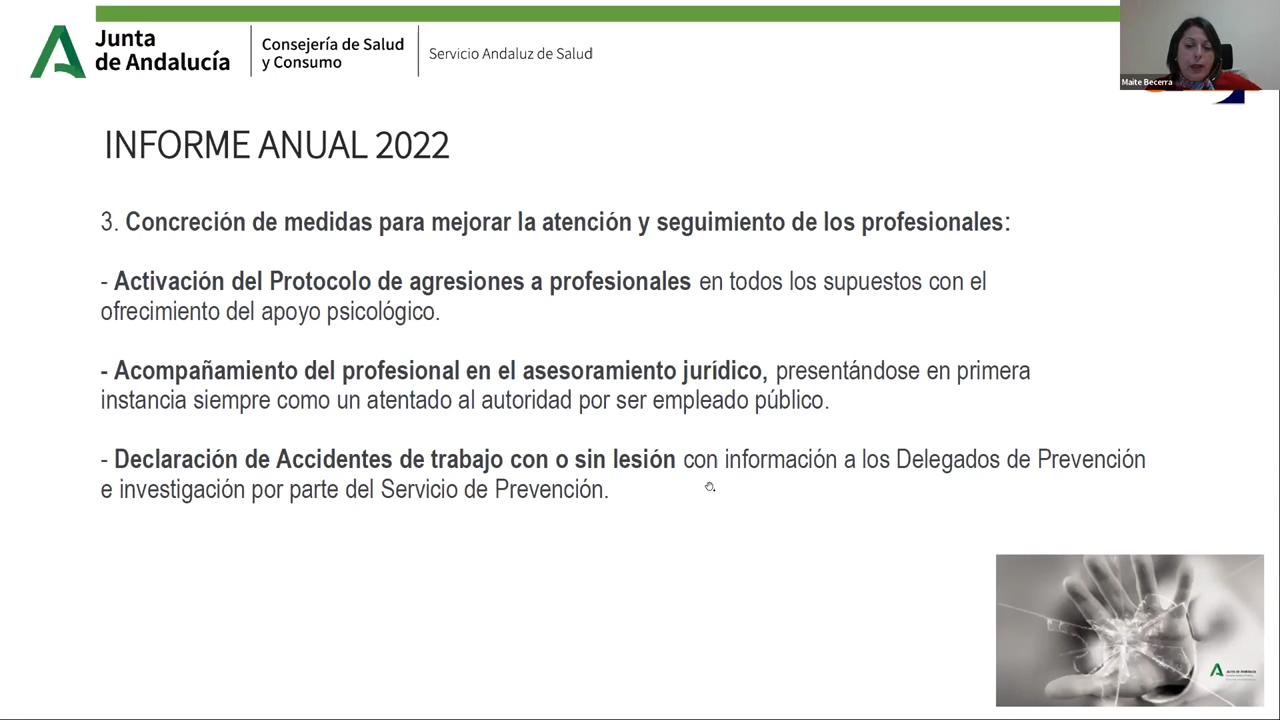 Junta
de Andalucía
Consejería de Salud
y Consumo
Servicio Andaluz de Salud
Maite Becerra
INFORME ANUAL 2022
3. Concreción de medidas para mejorar la atención y seguimiento de los profesionales:
- Activación del Protocolo de agresiones a profesionales en todos los supuestos con el
ofrecimiento del apoyo psicológico.
- Acompañamiento del profesional en el asesoramiento jurídico, presentándose en primera
instancia siempre como un atentado al autoridad por ser empleado público.
- Declaración de Accidentes de trabajo con o sin lesión con información a los Delegados de Prevención
e investigación por parte del Servicio de Prevención.